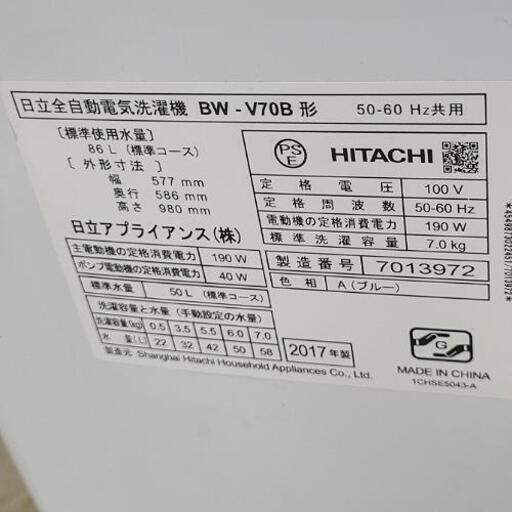 日立全自動電気洗濯機 BW - V70B 形 50-60 Hz共用
〔標準使用水量〕
86 L (標準コース)
〔 外形寸法 〕
幅 577 mm
奥行 586 mm
高さ 980 mm
日立アプライアンス(株)
主電動機の定格消費電力 190 W
ポンプ電動機の定格消費電力 40 W
標準水量 50 L (標準コース)
洗濯容量と水量 (手動設定の水量)
洗濯容量(kg) 0.5 3.5 5.5 6.0 7.0
水 量(L) 22 32 42 50 58
製造元 Shanghai Hitachi Household Appliances Co., Ltd.
PS
E
HITACHI
定格電圧 100 V
定格周波数 50-60 Hz
電動機の定格消費電力 190 W
標準洗濯容量 7.0 kg
製造番号 7013972
色相 A (ブルー)
2017 年製
G
MADE IN CHINA
1CHSE5043-A